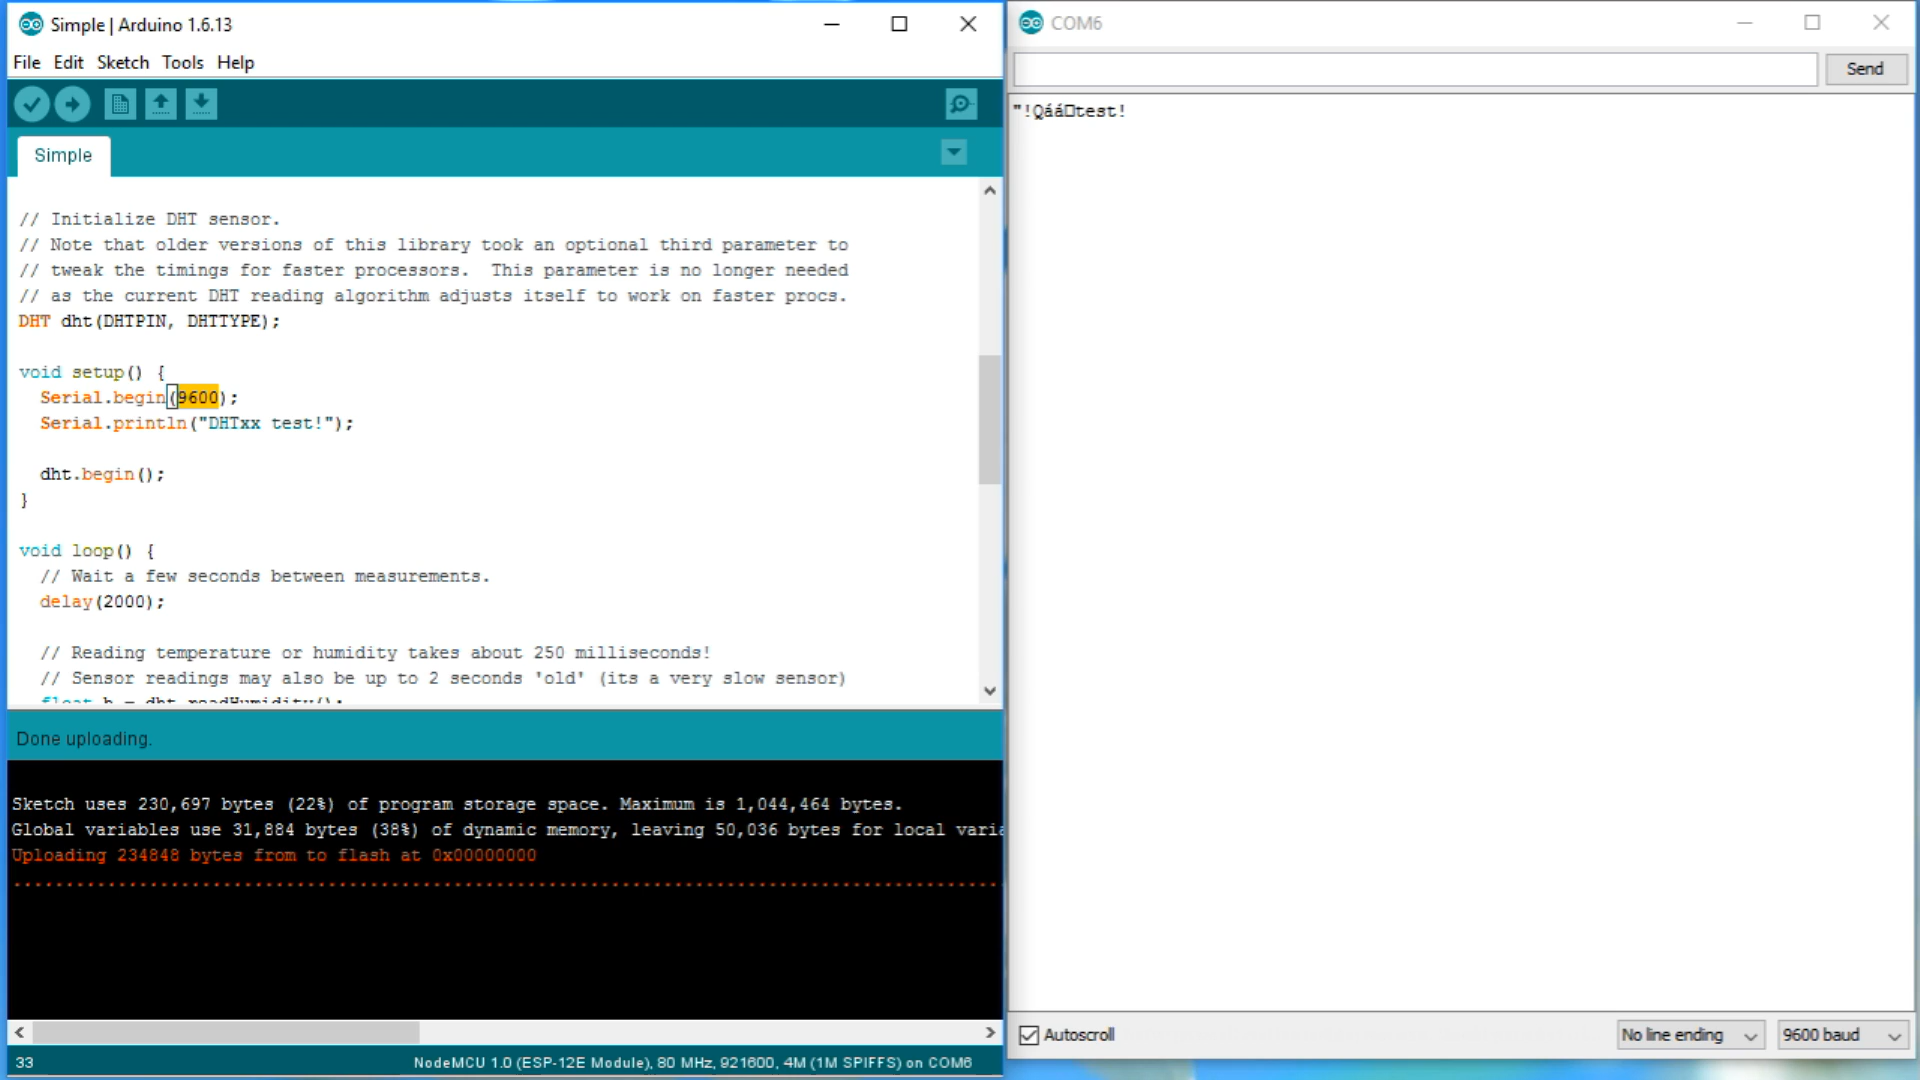 Simple | Arduino 1.6.13
File Edit Sketch Tools Help
Simple
// Initialize DHT sensor.
// Note that older versions of this library took an optional third parameter to
// tweak the timings for faster processors.  This parameter is no longer needed
// as the current DHT reading algorithm adjusts itself to work on faster procs.
DHT dht(DHTPIN, DHTTYPE);
void setup() {
Serial.begin(9600);
Serial.println("DHTxx test!");
dht.begin();
}
void loop() {
// Wait a few seconds between measurements.
delay(2000);
// Reading temperature or humidity takes about 250 milliseconds!
// Sensor readings may also be up to 2 seconds 'old' (its a very slow sensor)
float h = dht.readHumidity();
Done uploading.
Sketch uses 230,697 bytes (22%) of program storage space. Maximum is 1,044,464 bytes.
Global variables use 31,884 bytes (38%) of dynamic memory, leaving 50,036 bytes for local varia
Uploading 234848 bytes from to flash at 0x00000000
................................................................................
33
NodeMCU 1.0 (ESP-12E Module), 80 MHz, 921600, 4M (1M SPIFFS) on COM6
COM6
Send
"!Qáá□test!
Autoscroll
No line ending
9600 baud